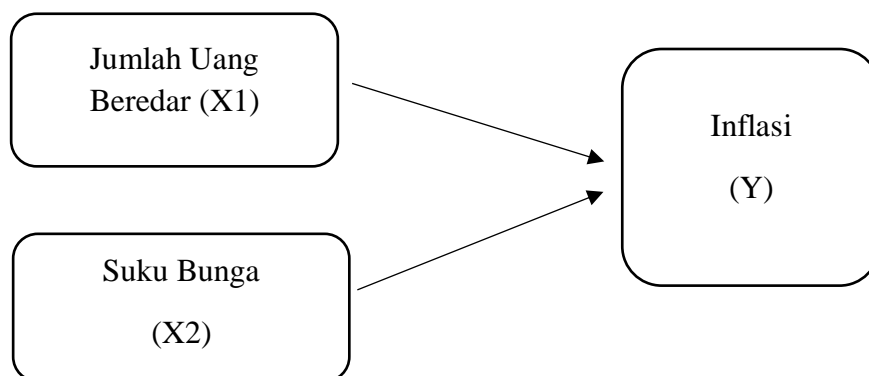 Jumlah Uang
Beredar (X1)
Inflasi
(Y)
Suku Bunga
(X2)